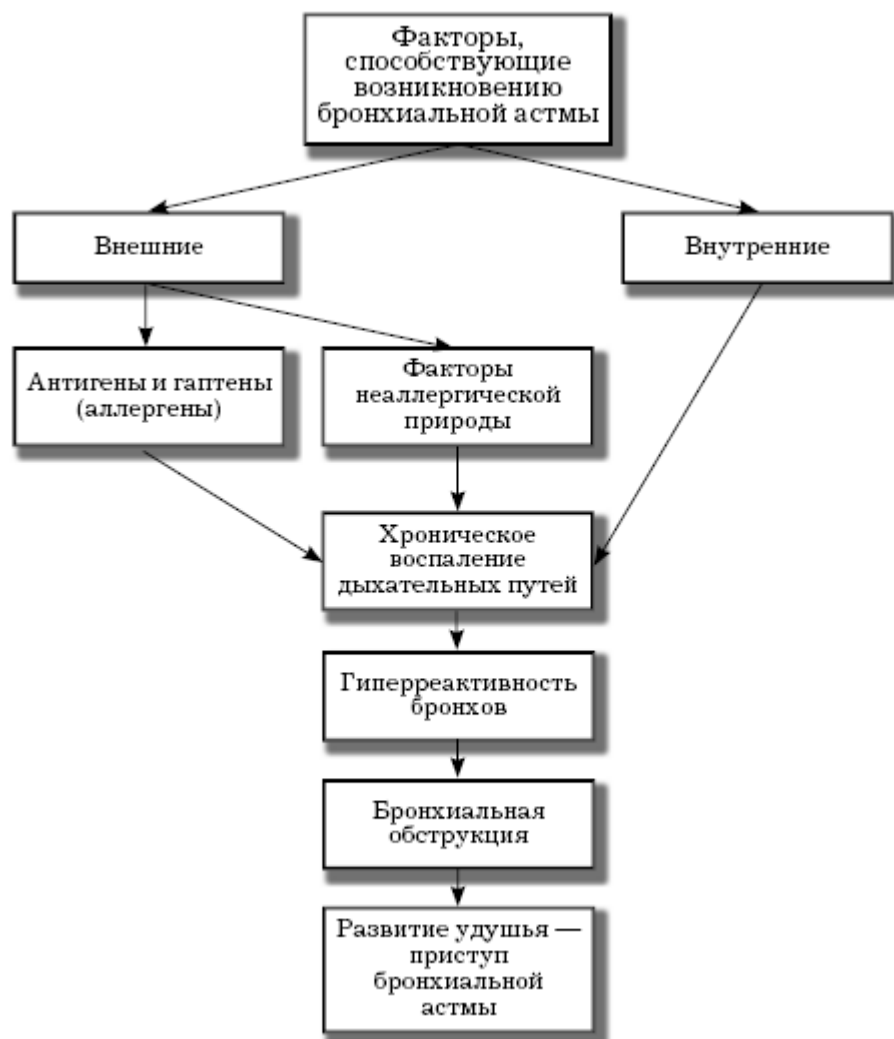 Факторы,
способствующие
возникновению
бронхиальной астмы
Внешние
Внутренние
Антигены и гаптены
(аллергены)
Факторы
неаллергической
природы
Хроническое
воспаление
дыхательных путей
Гиперреактивность
бронхов
Бронхиальная
обструкция
Развитие удушья —
приступ
бронхиальной
астмы